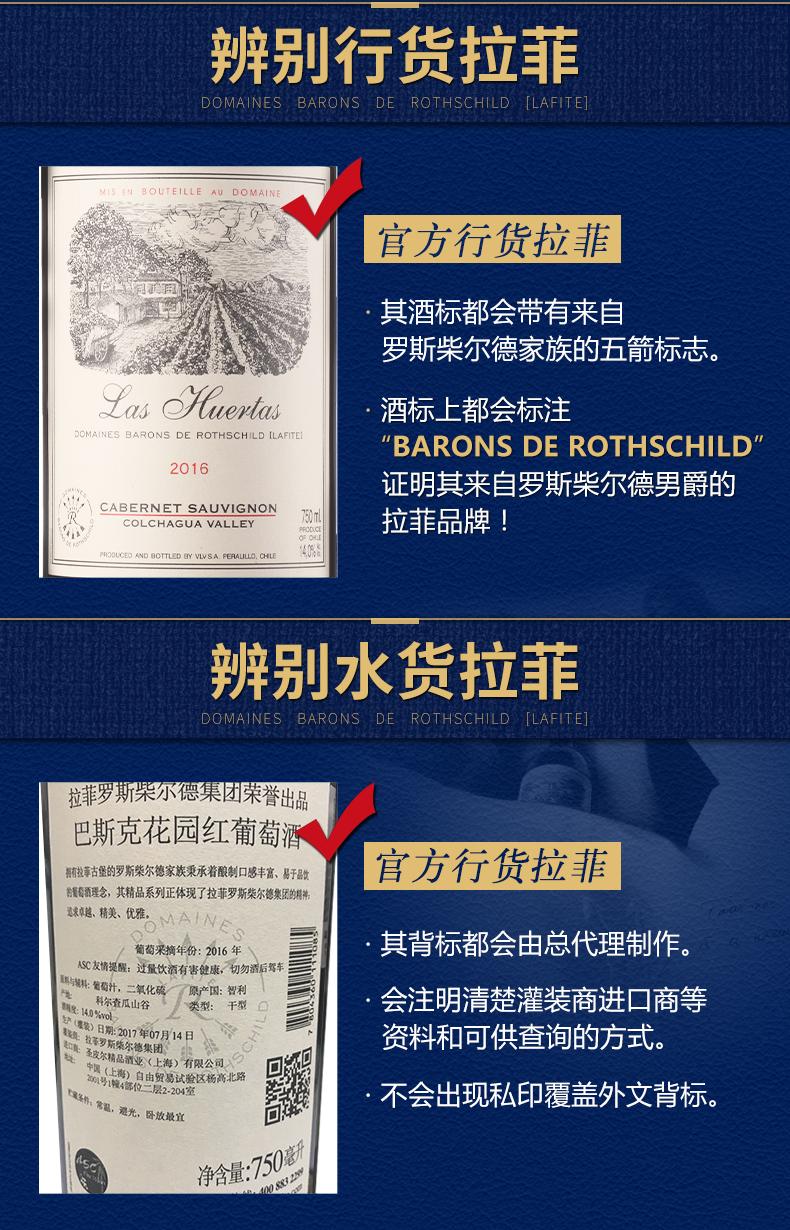 辨别行货拉菲
DOMAINES BARONS DE ROTHSCHILD [LAFITE]
MIS EN BOUTEILLE AU DOMAINE
Las Huertas
DOMAINES BARONS DE ROTHSCHILD [LAFITE]
2016
CABERNET SAUVIGNON
COLCHAGUA VALLEY
750 mL
PRODUCE
OF CHILE
14,0%
PRODUCED AND BOTTLED BY VLV S.A. PERALILLO, CHILE
官方行货拉菲
· 其酒标都会带有来自
罗斯柴尔德家族的五箭标志。
· 酒标上都会标注
“BARONS DE ROTHSCHILD”
证明其来自罗斯柴尔德男爵的
拉菲品牌！
辨别水货拉菲
DOMAINES BARONS DE ROTHSCHILD [LAFITE]
拉菲罗斯柴尔德集团荣誉出品
巴斯克花园红葡萄酒
拥有拉菲古堡的罗斯柴尔德家族秉承着酿制口感丰富、易于品饮
的葡萄酒理念，其精品系列正体现了拉菲罗斯柴尔德集团的精神:
追求卓越、精美、优雅。
DOMAINES
葡萄采摘年份: 2016 年
ASC 友情提醒: 过量饮酒有害健康，切勿酒后驾车
原料与辅料: 葡萄汁，二氧化硫 原产国: 智利
产地: 科尔查瓜山谷 类型: 干型
酒精度: 14.0 %vol
生产（灌装）日期: 2017 年07月14日
灌装商: 拉菲罗斯柴尔德集团
进口商: 圣皮尔精品酒业（上海）有限公司
地址: 中国（上海）自由贸易试验区杨高北路
2001号1幢4部位二层2-204室
贮藏条件: 常温，避光，卧放最宜
7 804360 111085
ASC
净含量:750毫升
400 883 2299
官方行货拉菲
· 其背标都会由总代理制作。
· 会注明清楚灌装商进口商等
资料和可供查询的方式。
· 不会出现私印覆盖外文背标。